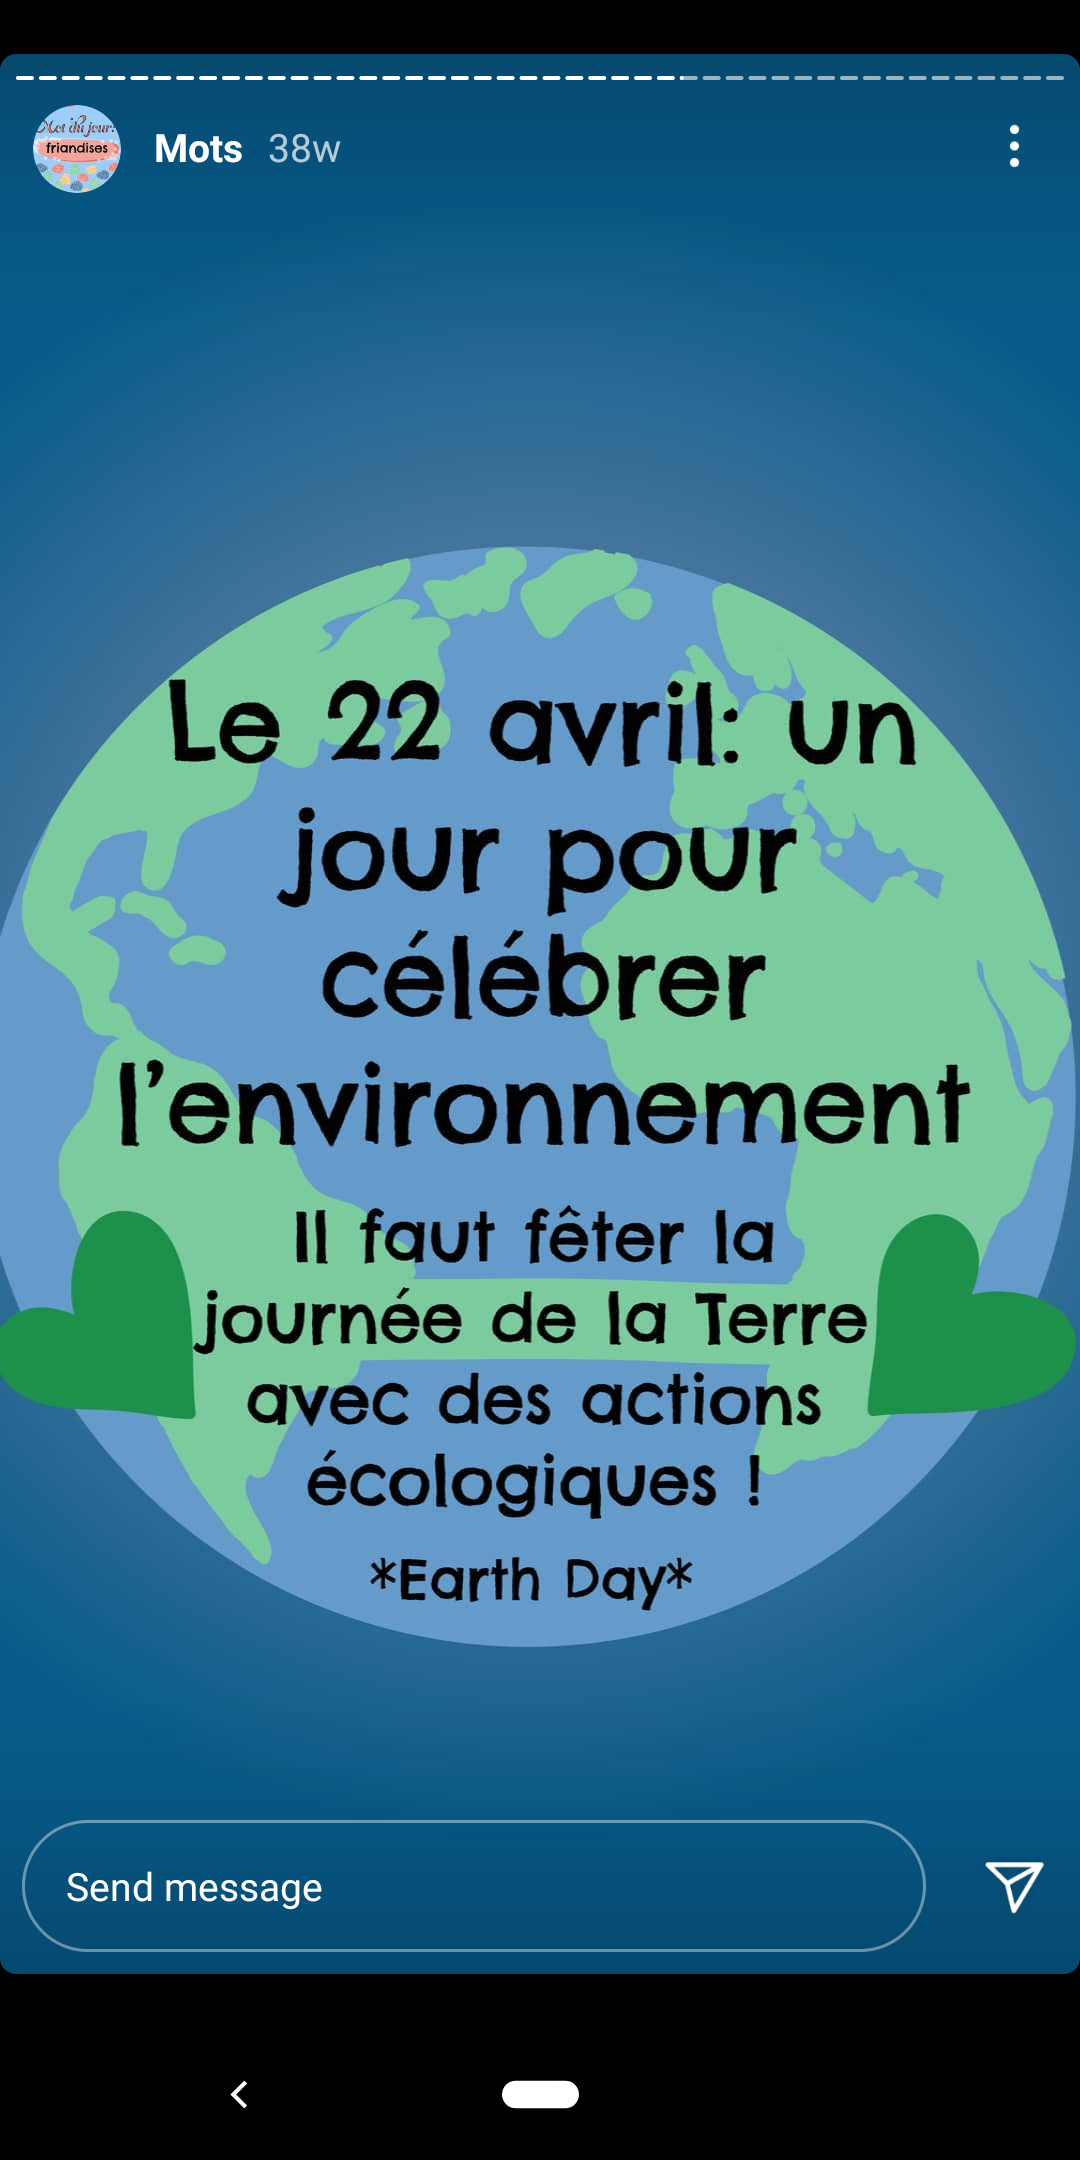 Mot du jour:
friandises
Mots 38w
Le 22 avril: un
jour pour
célébrer
l'environnement
Il faut fêter la
journée de la Terre
avec des actions
écologiques !
*Earth Day*
Send message